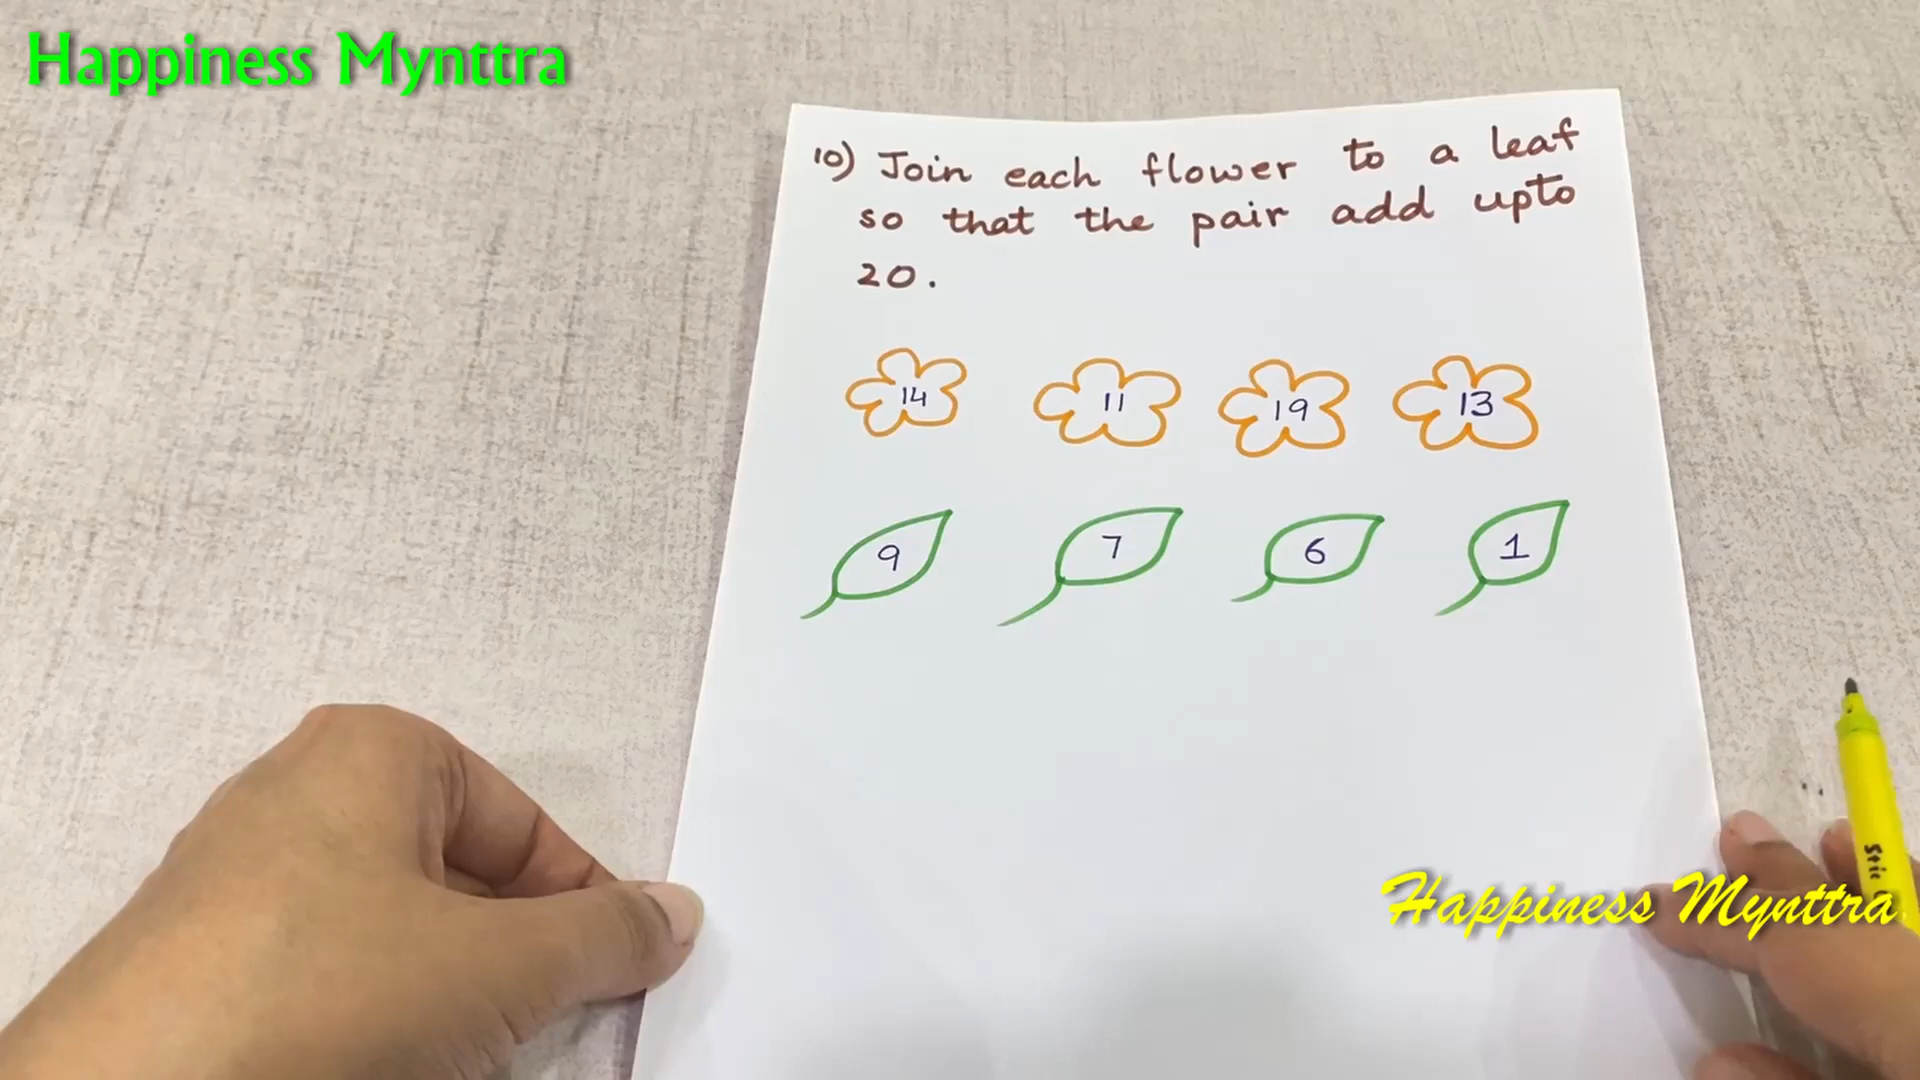 Happiness Mynttra
10) Join each flower to a leaf
so that the pair add upto
20.
14 11 19 13
9 7 6 1
Stic
Happiness Mynttra